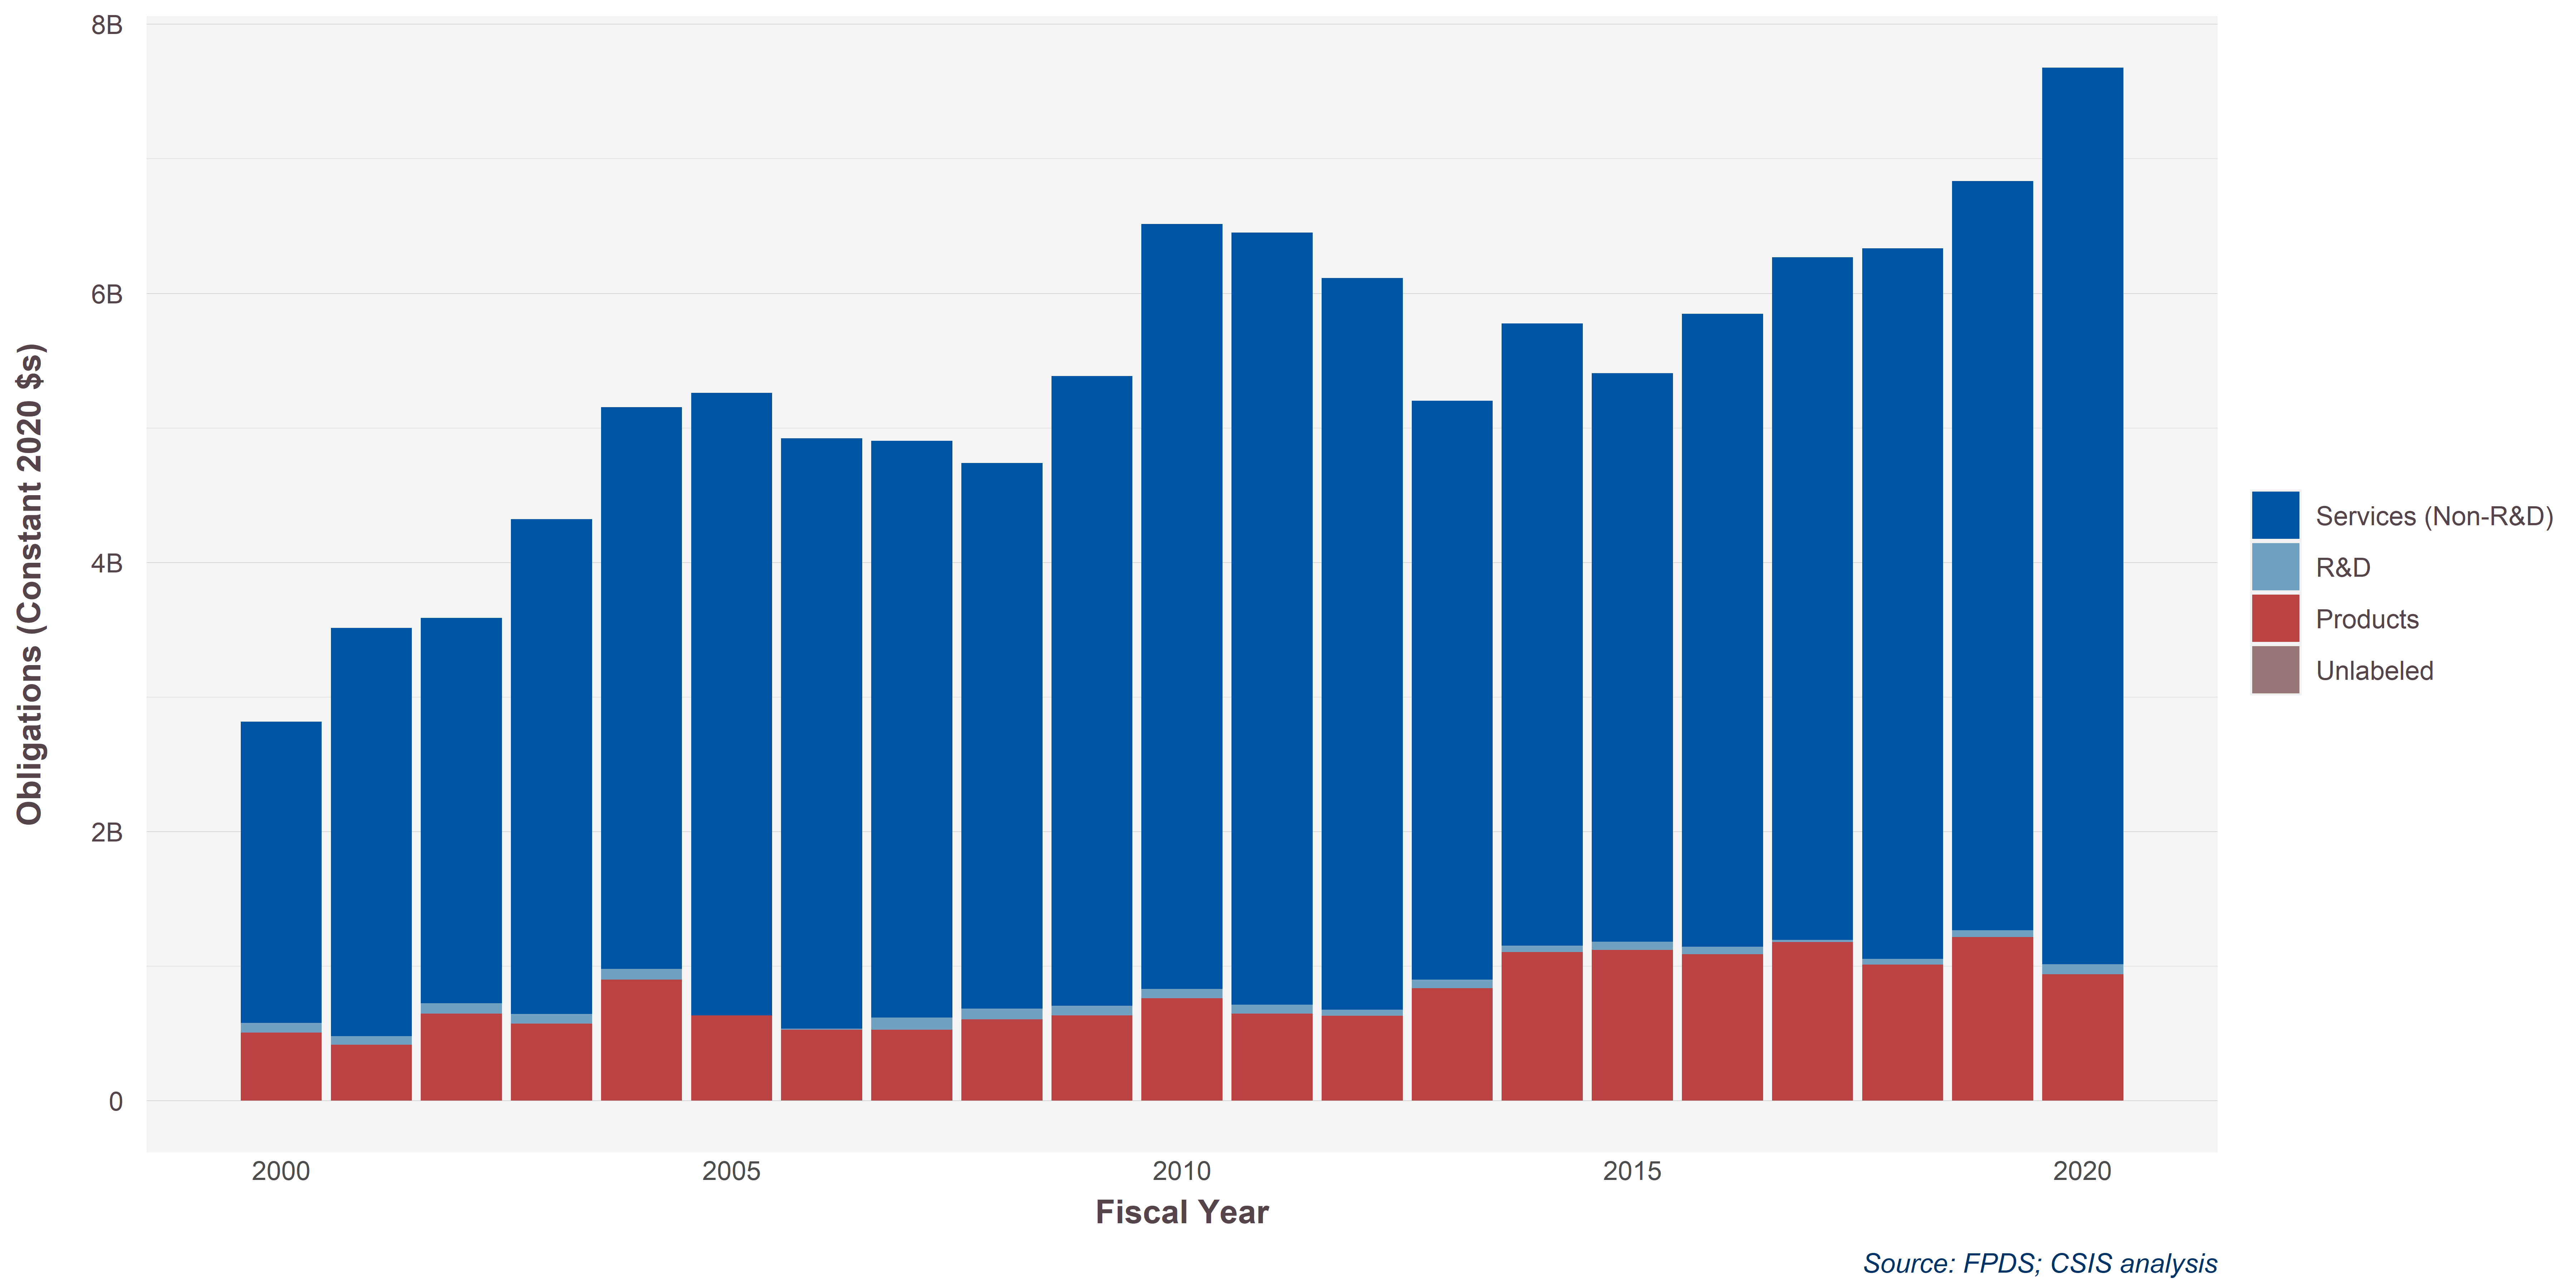 Obligations (Constant 2020 $s)
8B
6B
4B
2B
0
2000
2005
2010
2015
2020
Fiscal Year
Services (Non-R&D)
R&D
Products
Unlabeled
Source: FPDS; CSIS analysis